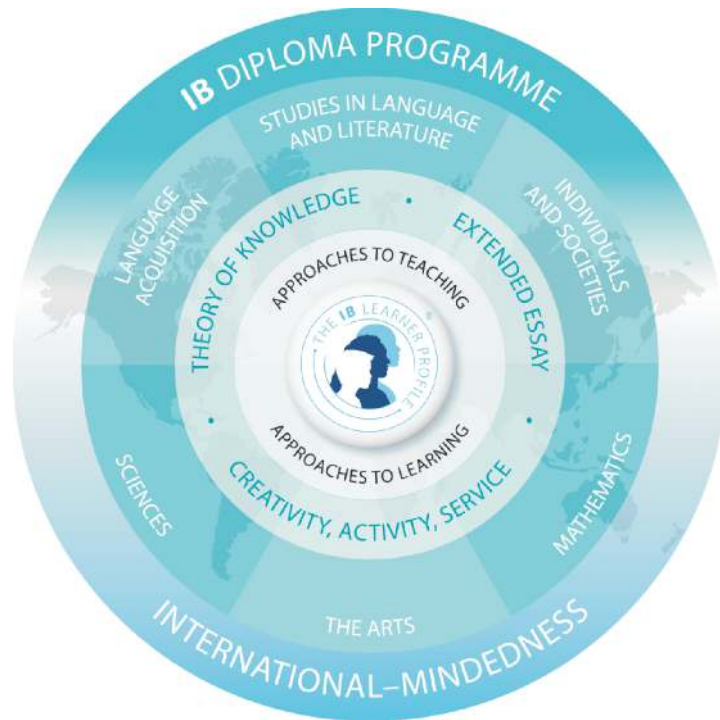 IB DIPLOMA PROGRAMME
STUDIES IN LANGUAGE
AND LITERATURE
LANGUAGE
ACQUISITION
INDIVIDUALS
AND SOCIETIES
THEORY OF KNOWLEDGE
•
EXTENDED ESSAY
•
APPROACHES TO TEACHING
THE IB LEARNER PROFILE
®
APPROACHES TO LEARNING
•
CREATIVITY, ACTIVITY, SERVICE
SCIENCES
MATHEMATICS
THE ARTS
INTERNATIONAL–MINDEDNESS